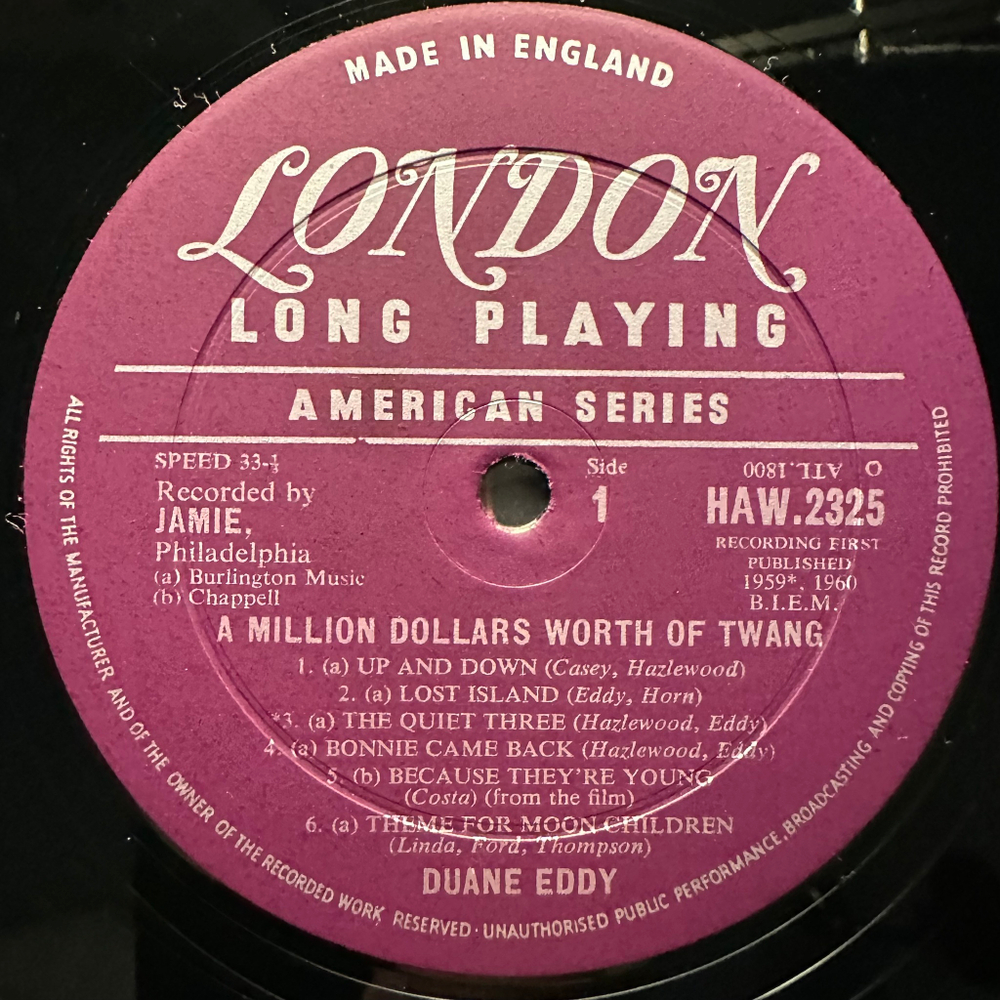 MADE IN ENGLAND
LONDON
LONG PLAYING
AMERICAN SERIES
SPEED 33-⅓
Recorded by
JAMIE,
Philadelphia
(a) Burlington Music
(b) Chappell
Side
1
O ATL.1800
HAW.2325
RECORDING FIRST
PUBLISHED
1959*, 1960
B.I.E.M.
A MILLION DOLLARS WORTH OF TWANG
1. (a) UP AND DOWN (Casey, Hazlewood)
2. (a) LOST ISLAND (Eddy, Horn)
*3. (a) THE QUIET THREE (Hazlewood, Eddy)
4. (a) BONNIE CAME BACK (Hazlewood, Eddy)
5. (b) BECAUSE THEY'RE YOUNG
(Costa) (from the film)
6. (a) THEME FOR MOON CHILDREN
(Linda, Ford, Thompson)
DUANE EDDY
ALL RIGHTS OF THE MANUFACTURER AND OF THE OWNER OF THE RECORDED WORK RESERVED · UNAUTHORISED PUBLIC PERFORMANCE, BROADCASTING AND COPYING OF THIS RECORD PROHIBITED